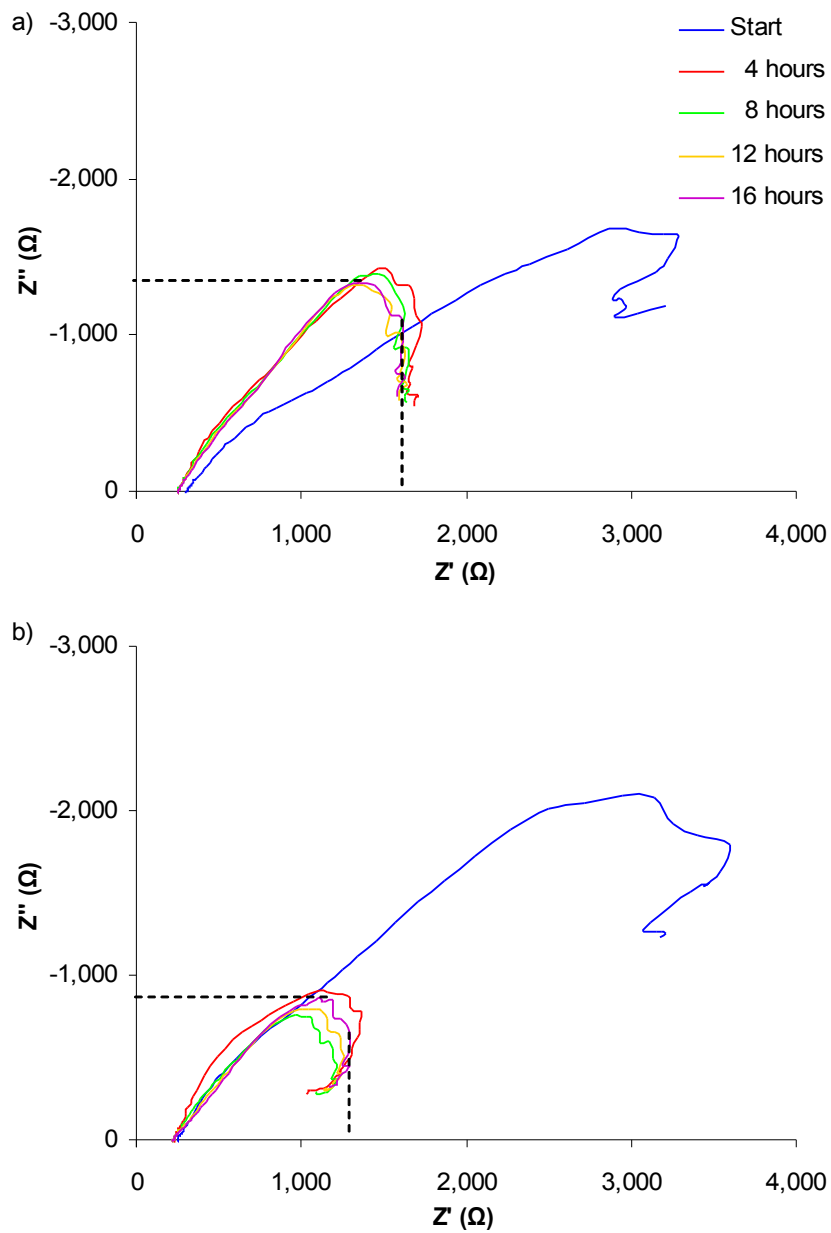 a)
-3,000
-2,000
-1,000
0
Z'' (Ω)
Start
4 hours
8 hours
12 hours
16 hours
0 1,000 2,000 3,000 4,000
Z' (Ω)
b)
-3,000
-2,000
-1,000
0
Z'' (Ω)
0 1,000 2,000 3,000 4,000
Z' (Ω)